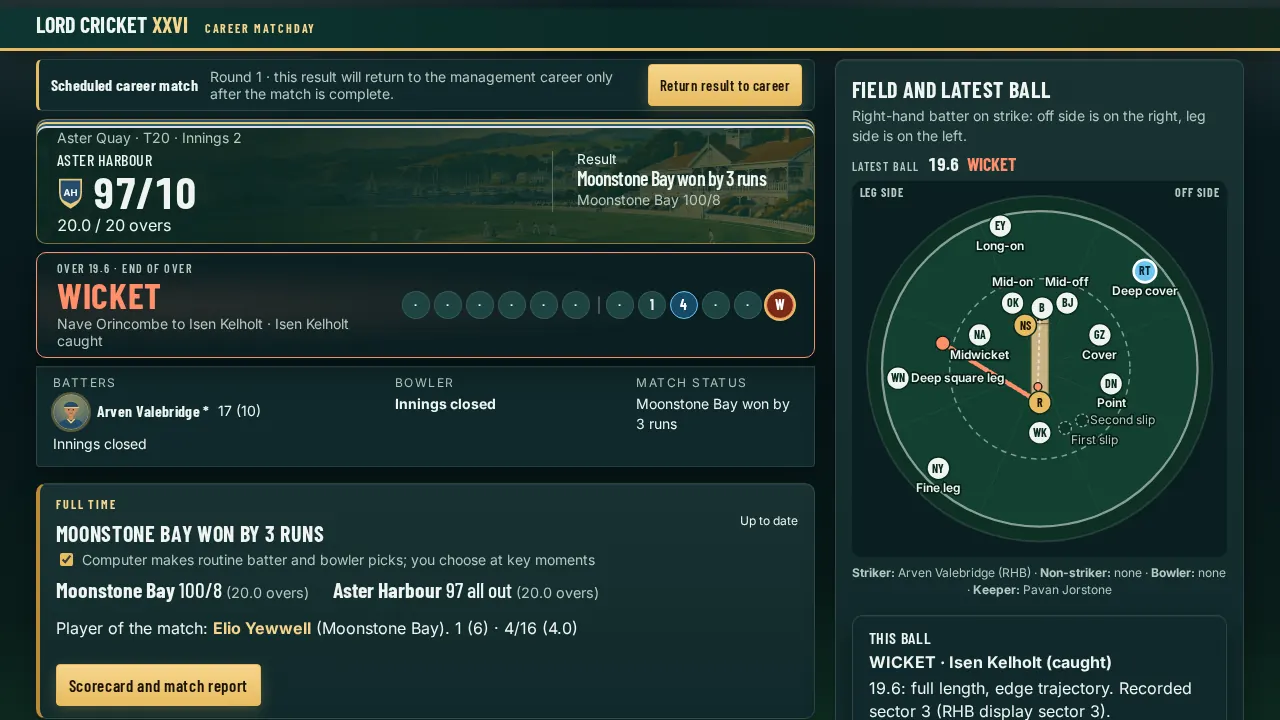 LORD CRICKET XXVI CAREER MATCHDAY
Scheduled career match
Round 1 · this result will return to the management career only
after the match is complete.
Return result to career
Aster Quay · T20 · Innings 2
ASTER HARBOUR
AH 97/10
20.0 / 20 overs
Result
Moonstone Bay won by 3 runs
Moonstone Bay 100/8
OVER 19.6 · END OF OVER
WICKET
Nave Orincombe to Isen Kelholt · Isen Kelholt
caught
· · · · · · | · 1 4 · · W
BATTERS
Arven Valebridge * 17 (10)
Innings closed
BOWLER
Innings closed
MATCH STATUS
Moonstone Bay won by
3 runs
FULL TIME
MOONSTONE BAY WON BY 3 RUNS
Up to date
Computer makes routine batter and bowler picks; you choose at key moments
Moonstone Bay 100/8 (20.0 overs) Aster Harbour 97 all out (20.0 overs)
Player of the match: Elio Yewwell (Moonstone Bay). 1 (6) · 4/16 (4.0)
Scorecard and match report
FIELD AND LATEST BALL
Right-hand batter on strike: off side is on the right, leg
side is on the left.
LATEST BALL 19.6 WICKET
LEG SIDE OFF SIDE
EY
Long-on
RT
Deep cover
Mid-on Mid-off
OK B BJ
NS
NA GZ
Midwicket Cover
WN Deep square leg
DN
Point
R
Second slip
WK
First slip
NY
Fine leg
Striker: Arven Valebridge (RHB) · Non-striker: none · Bowler: none
· Keeper: Pavan Jorstone
THIS BALL
WICKET · Isen Kelholt (caught)
19.6: full length, edge trajectory. Recorded
sector 3 (RHB display sector 3).